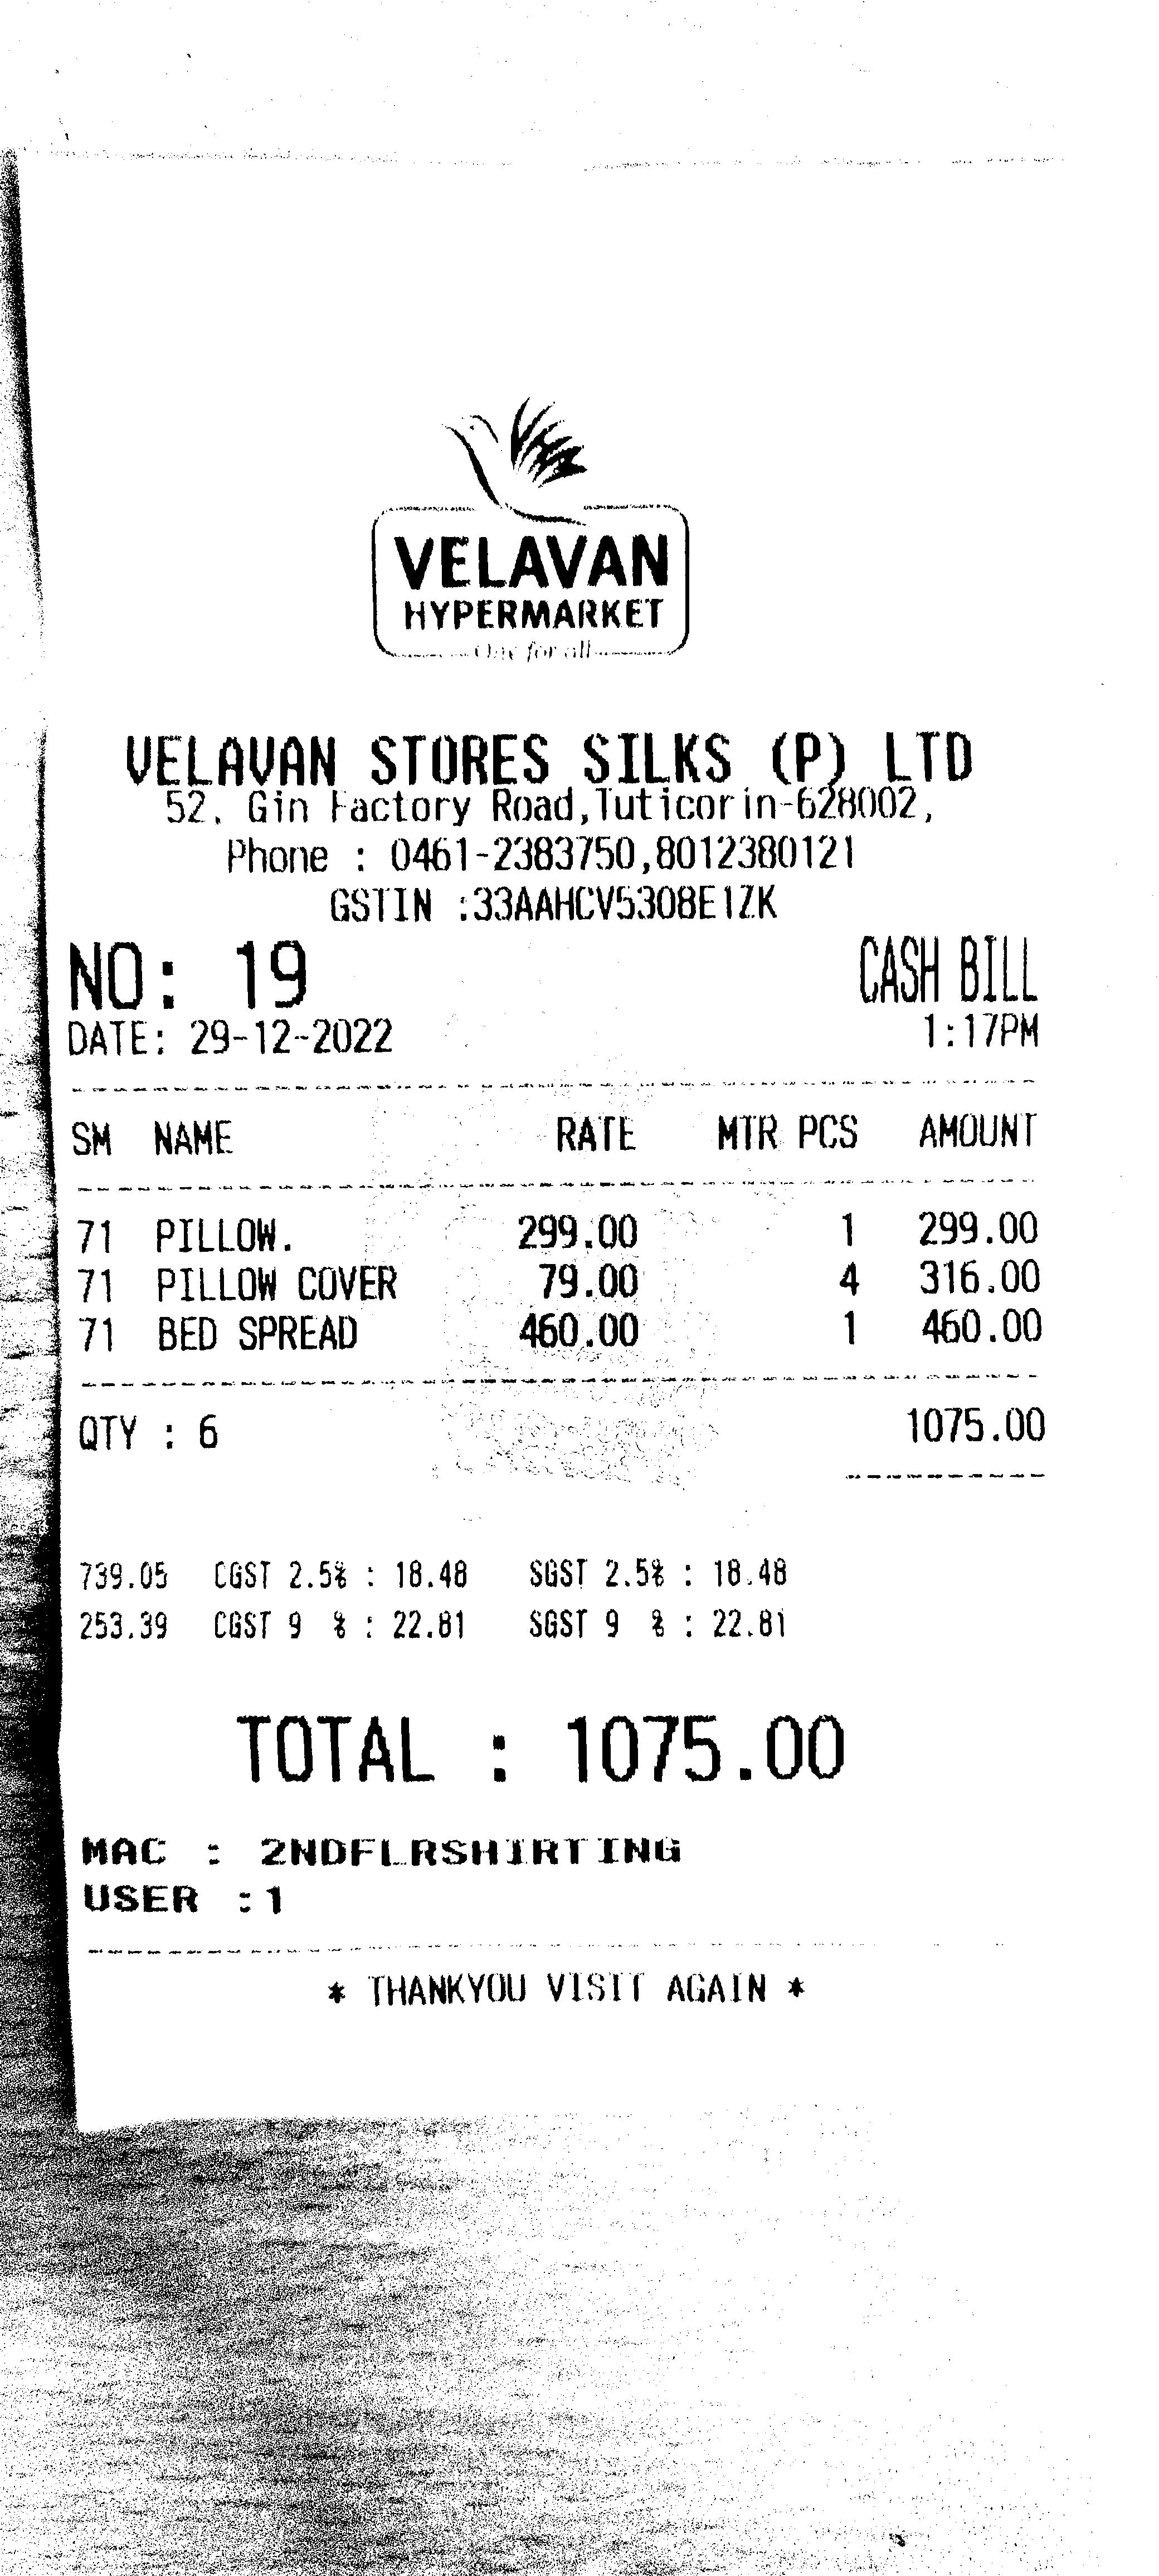 VELAVAN
HYPERMARKET
One for all
VELAVAN STORES SILKS (P) LTD
52, Gin Factory Road,Tuticorin-628002,
Phone : 0461-2383750,8012380121
GSTIN :33AAHCV5308E1ZK
NO: 19 CASH BILL
DATE: 29-12-2022 1:17PM
SM NAME RATE MTR PCS AMOUNT
71 PILLOW. 299.00 1 299.00
71 PILLOW COVER 79.00 4 316.00
71 BED SPREAD 460.00 1 460.00
QTY : 6 1075.00
739.05 CGST 2.5% : 18.48 SGST 2.5% : 18.48
253.39 CGST 9 % : 22.81 SGST 9 % : 22.81
TOTAL : 1075.00
MAC : 2NDFLRSHIRTING
USER :1
* THANKYOU VISIT AGAIN *